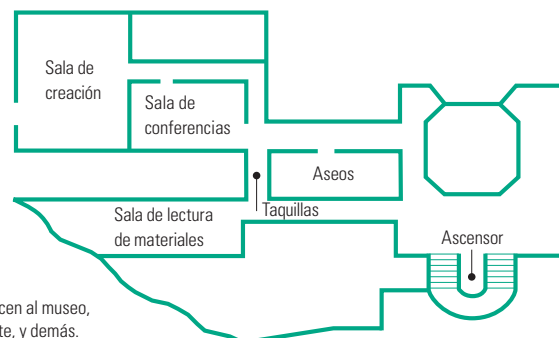 Sala de
creación
Sala de
conferencias
Aseos
Taquillas
Sala de lectura
de materiales
Ascensor
cen al museo,
te, y demás.